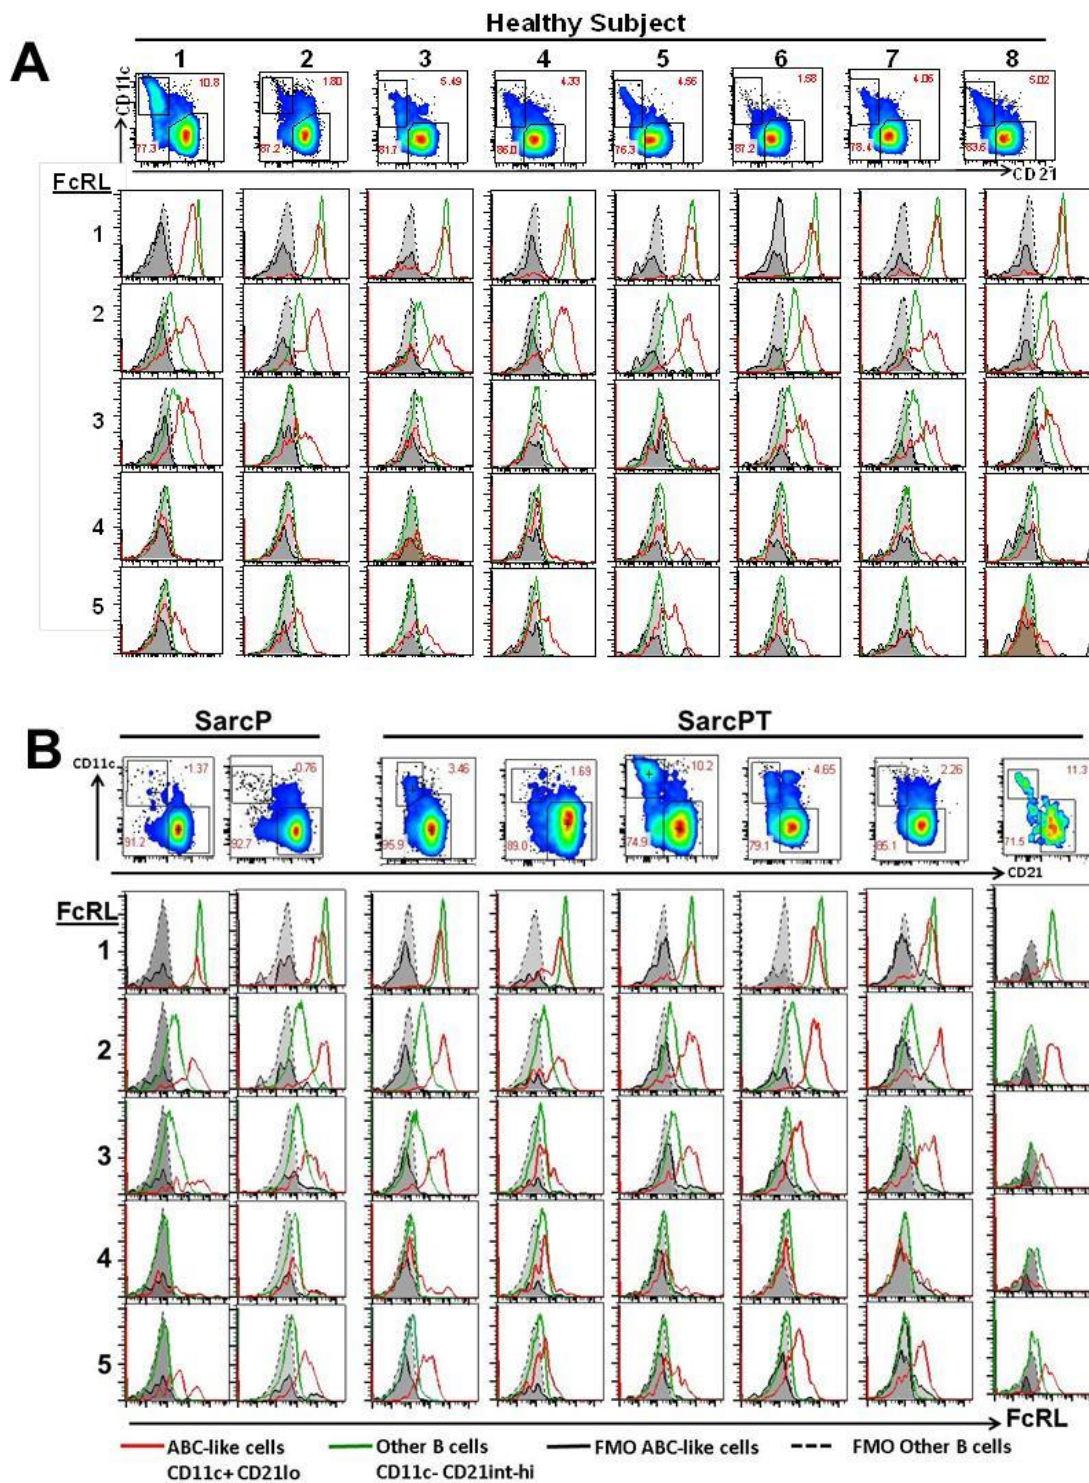 Healthy Subject
A
1 2 3 4 5 6 7 8
CD11c
10.8 1.80 5.49 4.33 4.56 1.58 4.06 5.02
77.3 87.2 81.7 86.0 76.3 87.2 78.4 83.6
CD21
FcRL
1
2
3
4
5
SarcP SarcPT
B
CD11c
1.37 0.76 3.46 1.69 10.2 4.65 2.26 11.3
91.2 92.7 95.9 89.0 74.9 79.1 85.1 71.5
CD21
FcRL
1
2
3
4
5
FcRL
ABC-like cells Other B cells FMO ABC-like cells FMO Other B cells
CD11c+ CD21lo CD11c- CD21int-hi